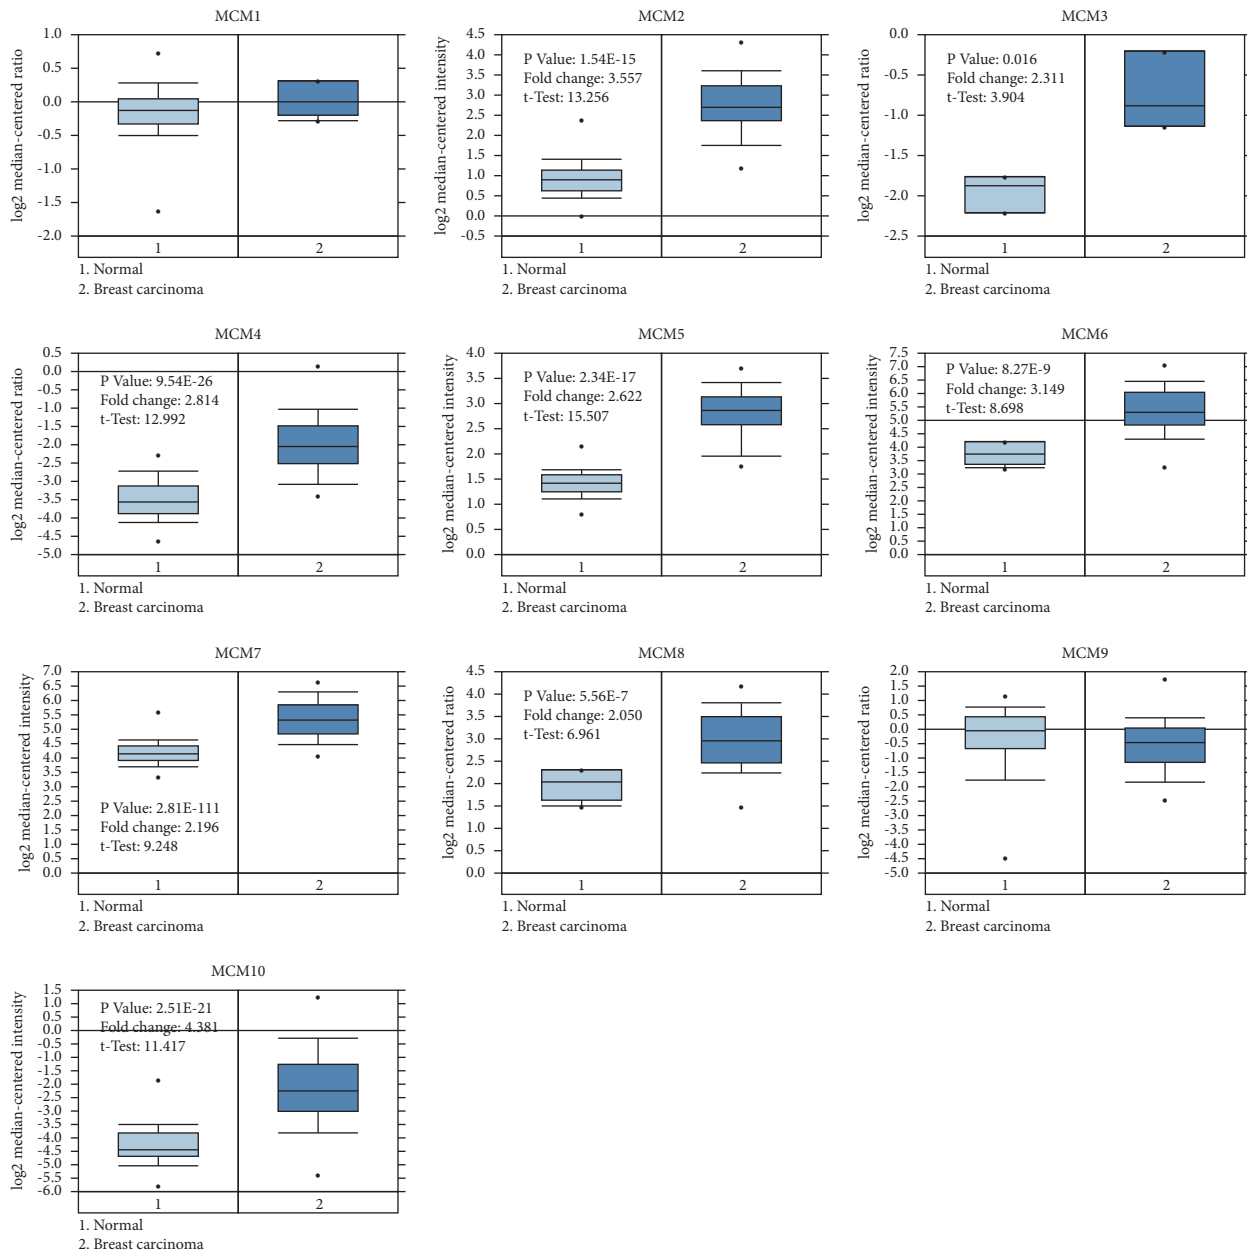 MCM1
log2 median-centered ratio
1.0
0.5
0.0
-0.5
-1.0
-1.5
-2.0
1 2
1. Normal
2. Breast carcinoma
MCM2
log2 median-centered intensity
4.5
4.0
3.5
3.0
2.5
2.0
1.5
1.0
0.5
0.0
-0.5
P Value: 1.54E-15
Fold change: 3.557
t-Test: 13.256
1 2
1. Normal
2. Breast carcinoma
MCM3
log2 median-centered ratio
0.0
-0.5
-1.0
-1.5
-2.0
-2.5
P Value: 0.016
Fold change: 2.311
t-Test: 3.904
1 2
1. Normal
2. Breast carcinoma
MCM4
log2 median-centered ratio
0.5
0.0
-0.5
-1.0
-1.5
-2.0
-2.5
-3.0
-3.5
-4.0
-4.5
-5.0
P Value: 9.54E-26
Fold change: 2.814
t-Test: 12.992
1 2
1. Normal
2. Breast carcinoma
MCM5
log2 median-centered intensity
4.0
3.5
3.0
2.5
2.0
1.5
1.0
0.5
0.0
P Value: 2.34E-17
Fold change: 2.622
t-Test: 15.507
1 2
1. Normal
2. Breast carcinoma
MCM6
log2 median-centered intensity
7.5
7.0
6.5
6.0
5.5
5.0
4.5
4.0
3.5
3.0
2.5
2.0
1.5
1.0
0.5
0.0
P Value: 8.27E-9
Fold change: 3.149
t-Test: 8.698
1 2
1. Normal
2. Breast carcinoma
MCM7
log2 median-centered intensity
7.0
6.5
6.0
5.5
5.0
4.5
4.0
3.5
3.0
2.5
2.0
1.5
1.0
0.5
0.0
P Value: 2.81E-111
Fold change: 2.196
t-Test: 9.248
1 2
1. Normal
2. Breast carcinoma
MCM8
log2 median-centered ratio
4.5
4.0
3.5
3.0
2.5
2.0
1.5
1.0
0.5
0.0
P Value: 5.56E-7
Fold change: 2.050
t-Test: 6.961
1 2
1. Normal
2. Breast carcinoma
MCM9
log2 median-centered ratio
2.0
1.5
1.0
0.5
0.0
-0.5
-1.0
-1.5
-2.0
-2.5
-3.0
-3.5
-4.0
-4.5
-5.0
1 2
1. Normal
2. Breast carcinoma
MCM10
log2 median-centered intensity
1.5
1.0
0.5
0.0
-0.5
-1.0
-1.5
-2.0
-2.5
-3.0
-3.5
-4.0
-4.5
-5.0
-5.5
-6.0
P Value: 2.51E-21
Fold change: 4.381
t-Test: 11.417
1 2
1. Normal
2. Breast carcinoma